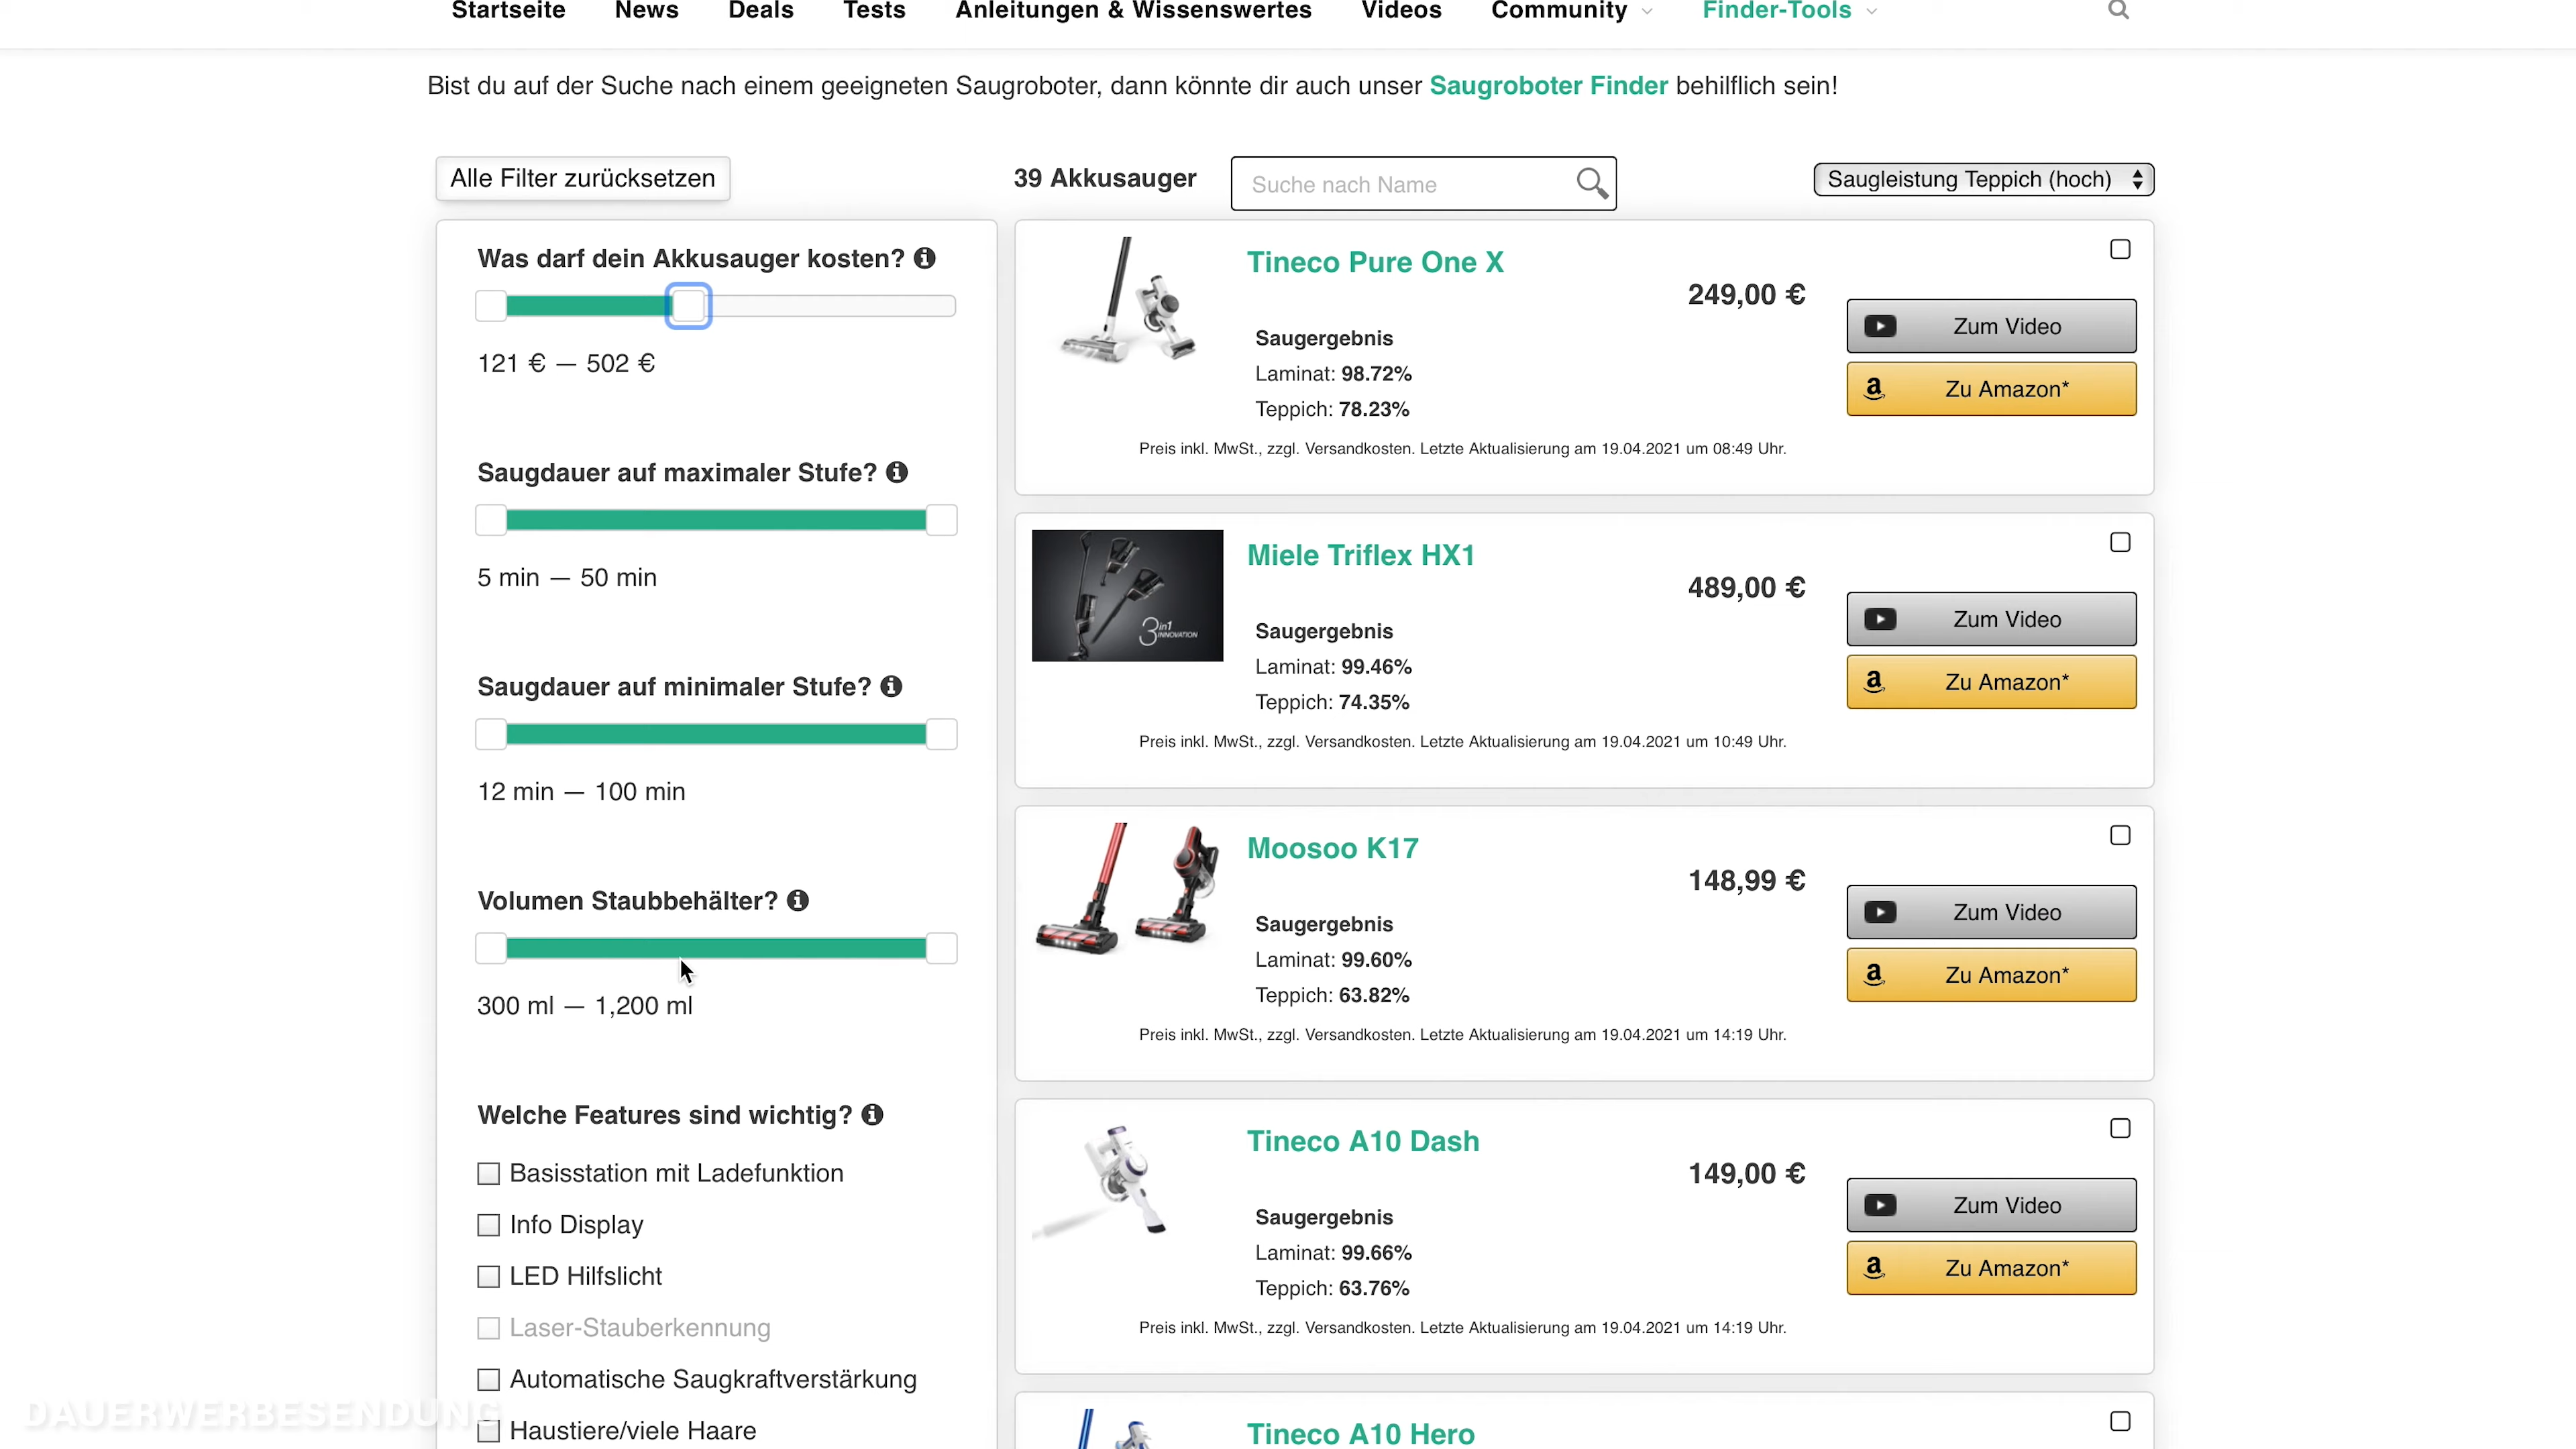 Startseite News Deals Tests Anleitungen & Wissenswertes Videos Community Finder-Tools
Bist du auf der Suche nach einem geeigneten Saugroboter, dann könnte dir auch unser Saugroboter Finder behilflich sein!
Alle Filter zurücksetzen
39 Akkusauger
Suche nach Name
Saugleistung Teppich (hoch)
Was darf dein Akkusauger kosten?
121 € — 502 €
Saugdauer auf maximaler Stufe?
5 min — 50 min
Saugdauer auf minimaler Stufe?
12 min — 100 min
Volumen Staubbehälter?
300 ml — 1,200 ml
Welche Features sind wichtig?
Basisstation mit Ladefunktion
Info Display
LED Hilfslicht
Laser-Stauberkennung
Automatische Saugkraftverstärkung
Haustiere/viele Haare
Tineco Pure One X
249,00 €
Saugergebnis
Laminat: 98.72%
Teppich: 78.23%
Zum Video
Zu Amazon*
Preis inkl. MwSt., zzgl. Versandkosten. Letzte Aktualisierung am 19.04.2021 um 08:49 Uhr.
3in1 INNOVATION
Miele Triflex HX1
489,00 €
Saugergebnis
Laminat: 99.46%
Teppich: 74.35%
Zum Video
Zu Amazon*
Preis inkl. MwSt., zzgl. Versandkosten. Letzte Aktualisierung am 19.04.2021 um 10:49 Uhr.
Moosoo K17
148,99 €
Saugergebnis
Laminat: 99.60%
Teppich: 63.82%
Zum Video
Zu Amazon*
Preis inkl. MwSt., zzgl. Versandkosten. Letzte Aktualisierung am 19.04.2021 um 14:19 Uhr.
Tineco A10 Dash
149,00 €
Saugergebnis
Laminat: 99.66%
Teppich: 63.76%
Zum Video
Zu Amazon*
Preis inkl. MwSt., zzgl. Versandkosten. Letzte Aktualisierung am 19.04.2021 um 14:19 Uhr.
Tineco A10 Hero
DAUERWERBESENDUNG